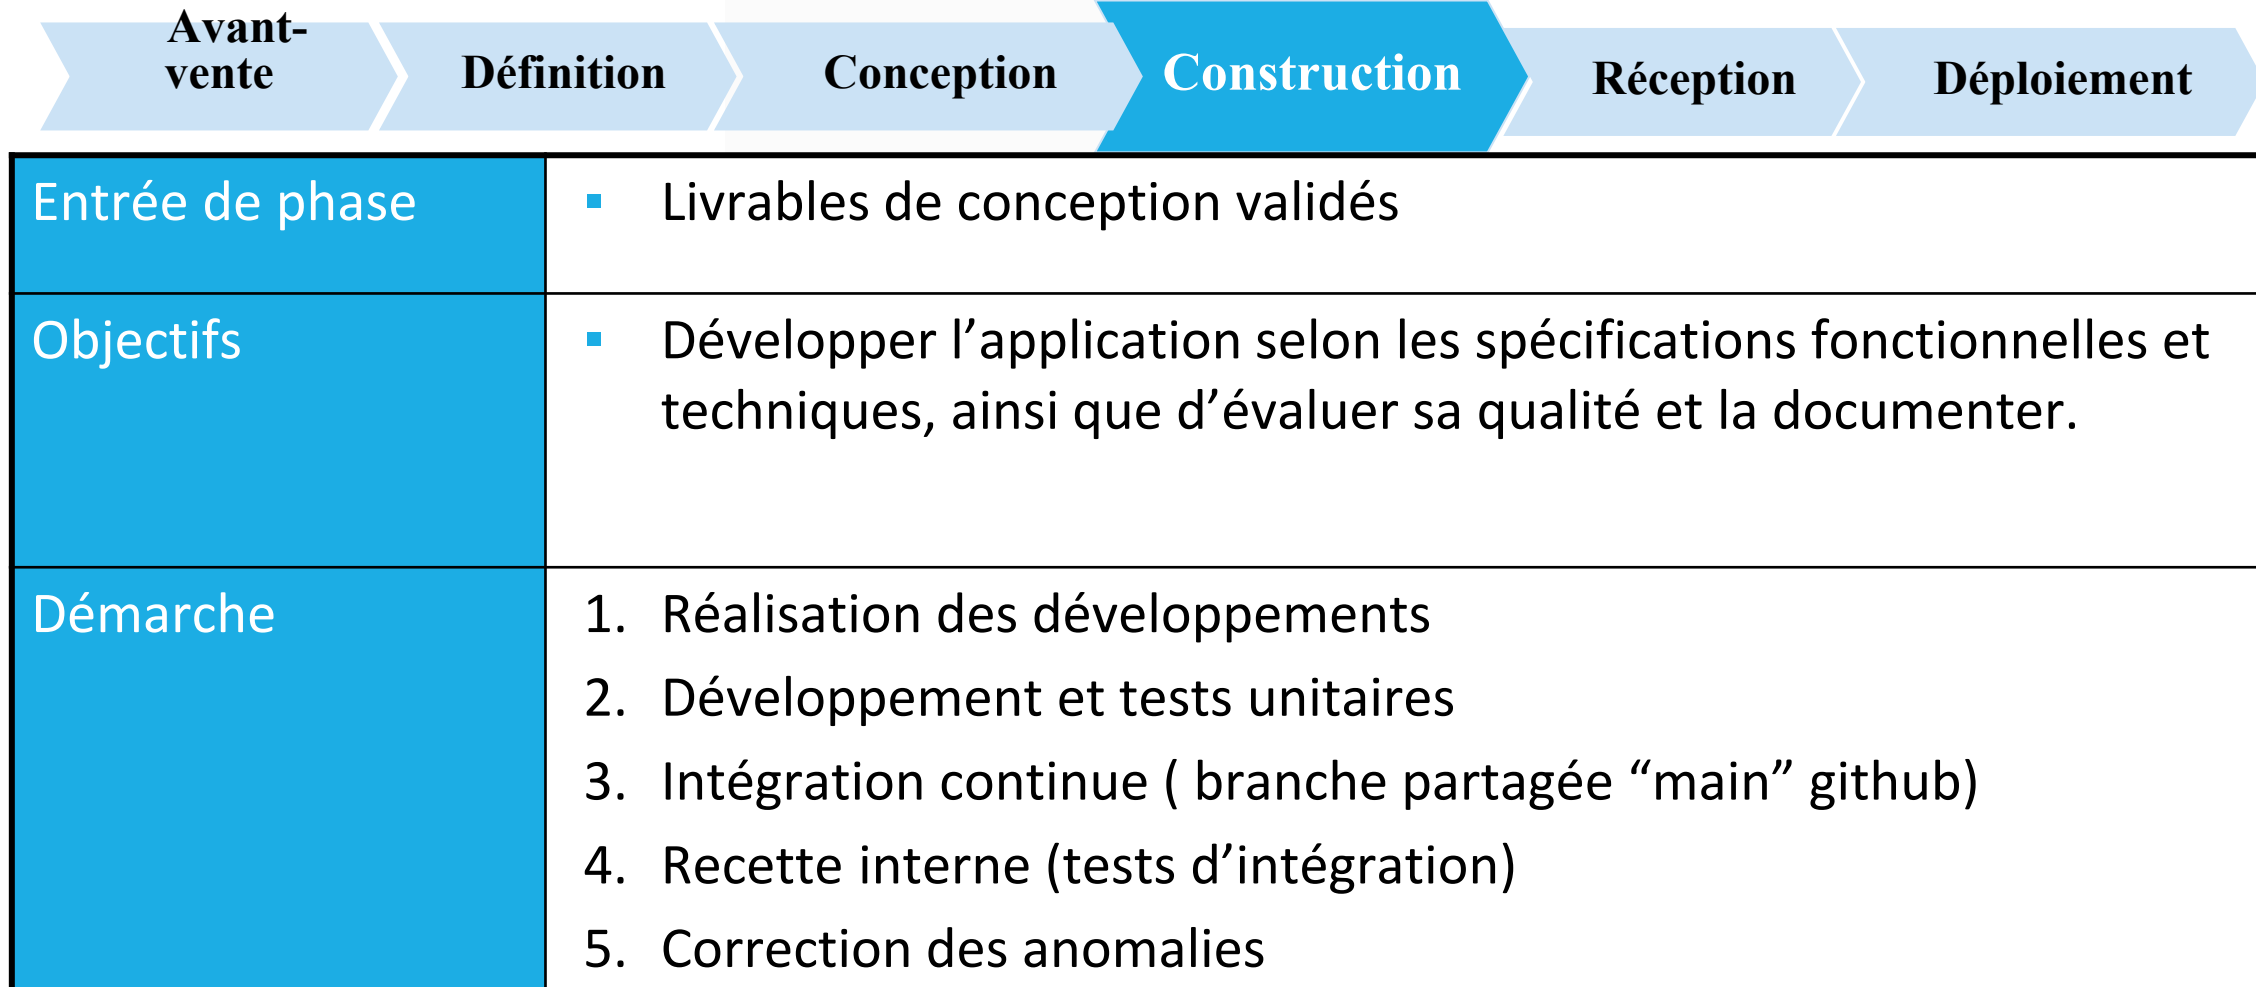 Avant-
vente
Définition
Conception
Construction
Réception
Déploiement
Entrée de phase
▪ Livrables de conception validés
Objectifs
▪ Développer l’application selon les spécifications fonctionnelles et
techniques, ainsi que d’évaluer sa qualité et la documenter.
Démarche
1. Réalisation des développements
2. Développement et tests unitaires
3. Intégration continue ( branche partagée “main” github)
4. Recette interne (tests d’intégration)
5. Correction des anomalies